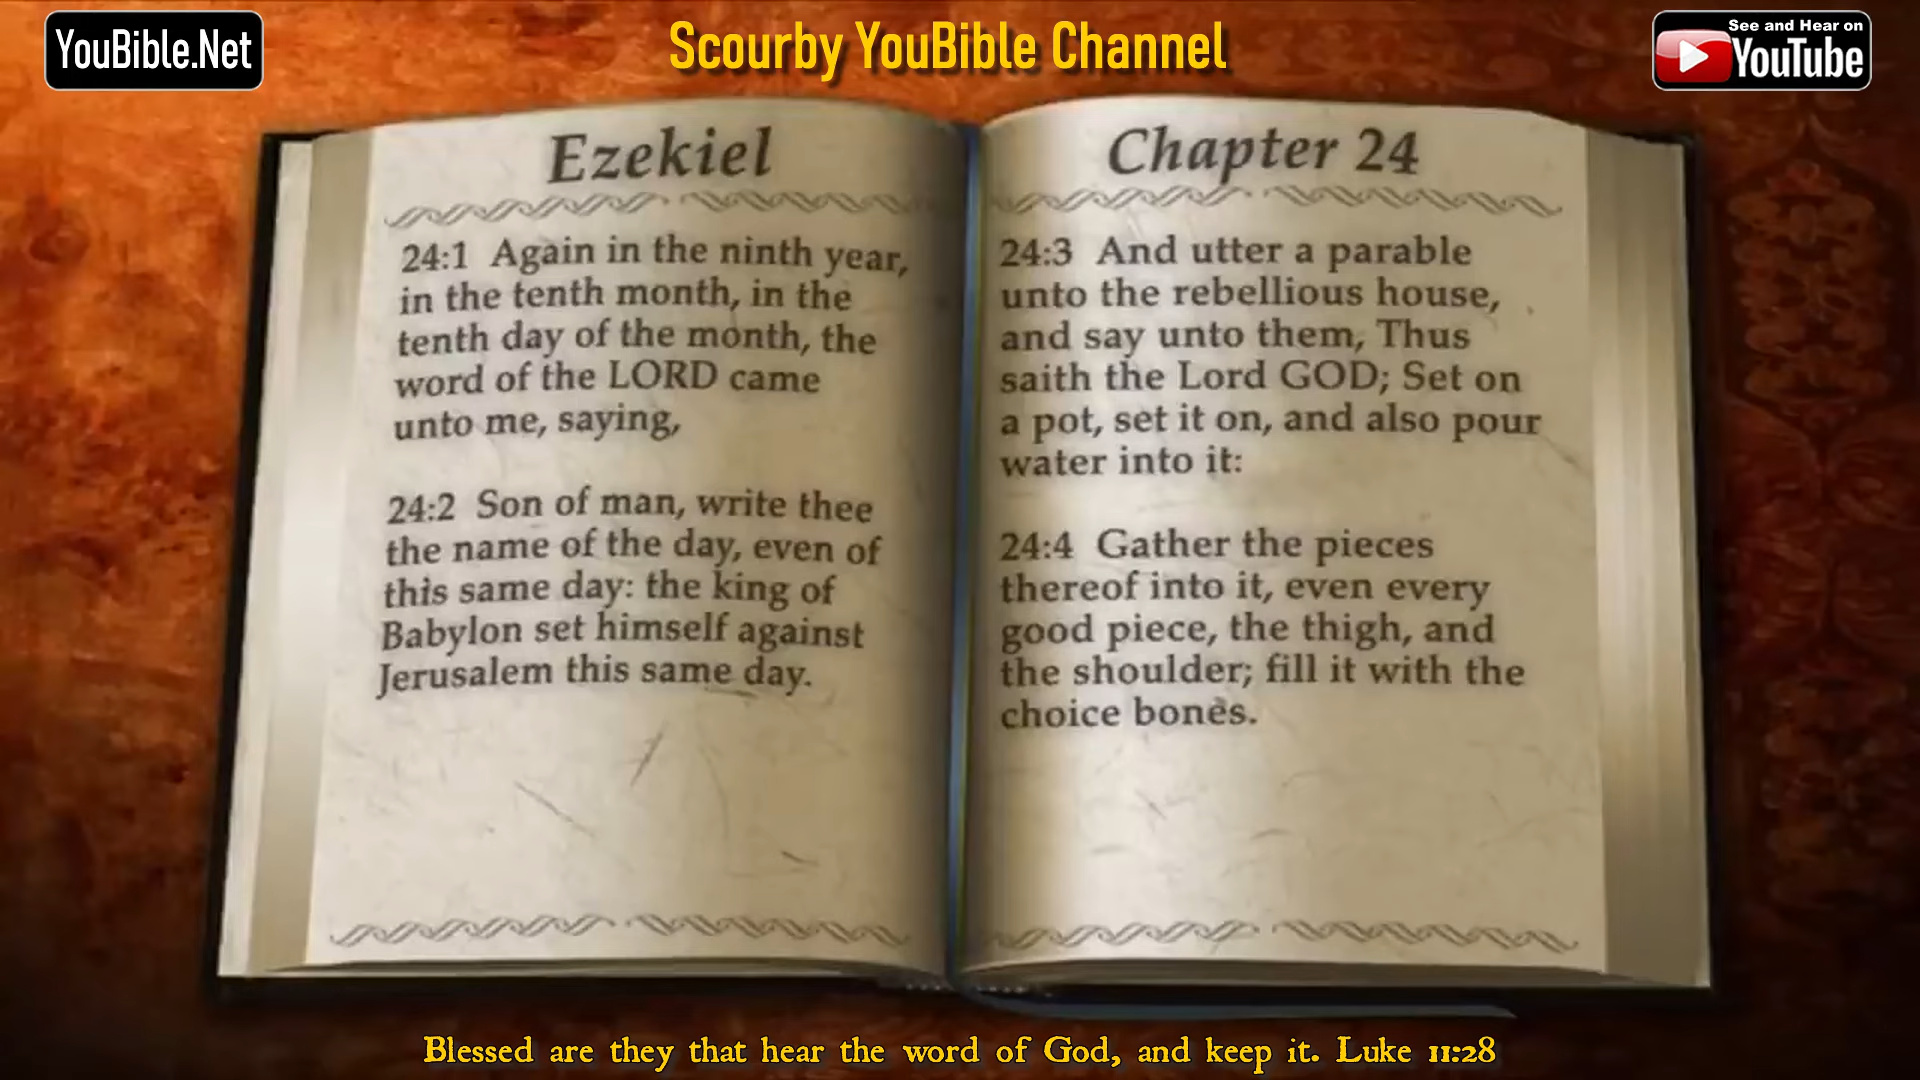 YouBible.Net
Scourby YouBible Channel
See and Hear on
YouTube
Ezekiel
24:1 Again in the ninth year,
in the tenth month, in the
tenth day of the month, the
word of the LORD came
unto me, saying,
24:2 Son of man, write thee
the name of the day, even of
this same day: the king of
Babylon set himself against
Jerusalem this same day.
Chapter 24
24:3 And utter a parable
unto the rebellious house,
and say unto them, Thus
saith the Lord GOD; Set on
a pot, set it on, and also pour
water into it:
24:4 Gather the pieces
thereof into it, even every
good piece, the thigh, and
the shoulder; fill it with the
choice bones.
Blessed are they that hear the word of God, and keep it. Luke 11:28